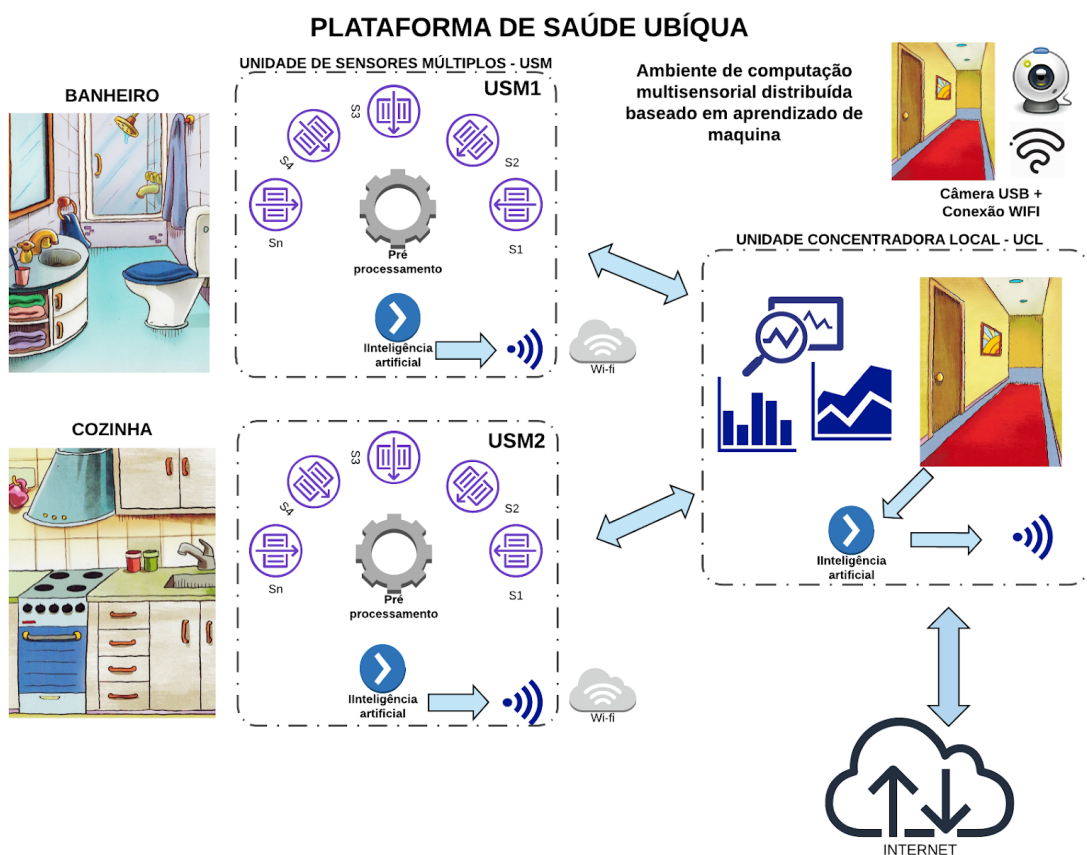 PLATAFORMA DE SAÚDE UBÍQUA
UNIDADE DE SENSORES MÚLTIPLOS - USM
BANHEIRO
USM1
S3
S4
S2
Sn
S1
Pré
processamento
IInteligência
artificial
Wi-fi
Ambiente de computação
multisensorial distribuída
baseado em aprendizado de
maquina
Câmera USB +
Conexão WIFI
UNIDADE CONCENTRADORA LOCAL - UCL
IInteligência
artificial
COZINHA
USM2
S3
S4
S2
Sn
S1
Pré
processamento
IInteligência
artificial
Wi-fi
INTERNET